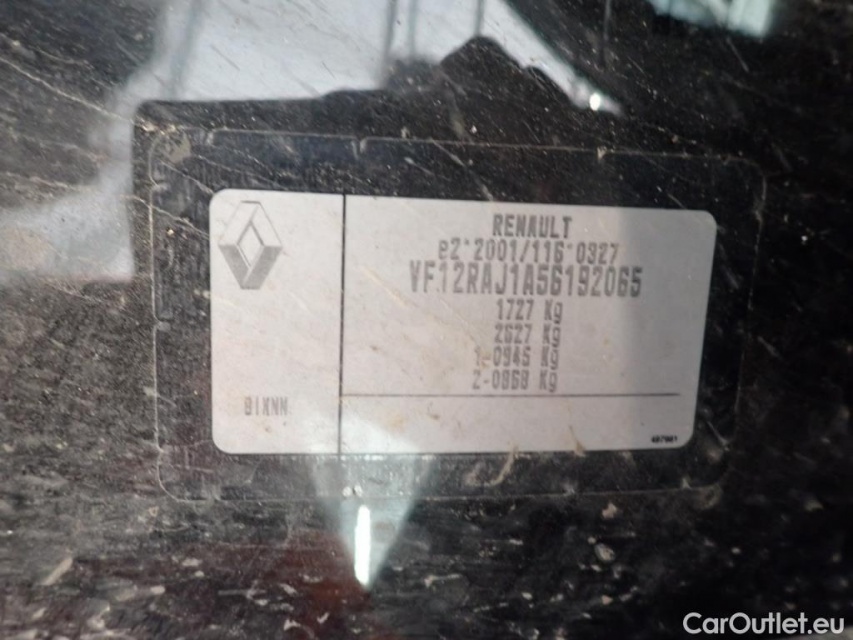 RENAULT
e2*2001/116*0327
VF12RAJ1A56192065
1727 Kg
2627 Kg
1-0945 Kg
2-0868 Kg
BIKNN
CarOutlet.eu